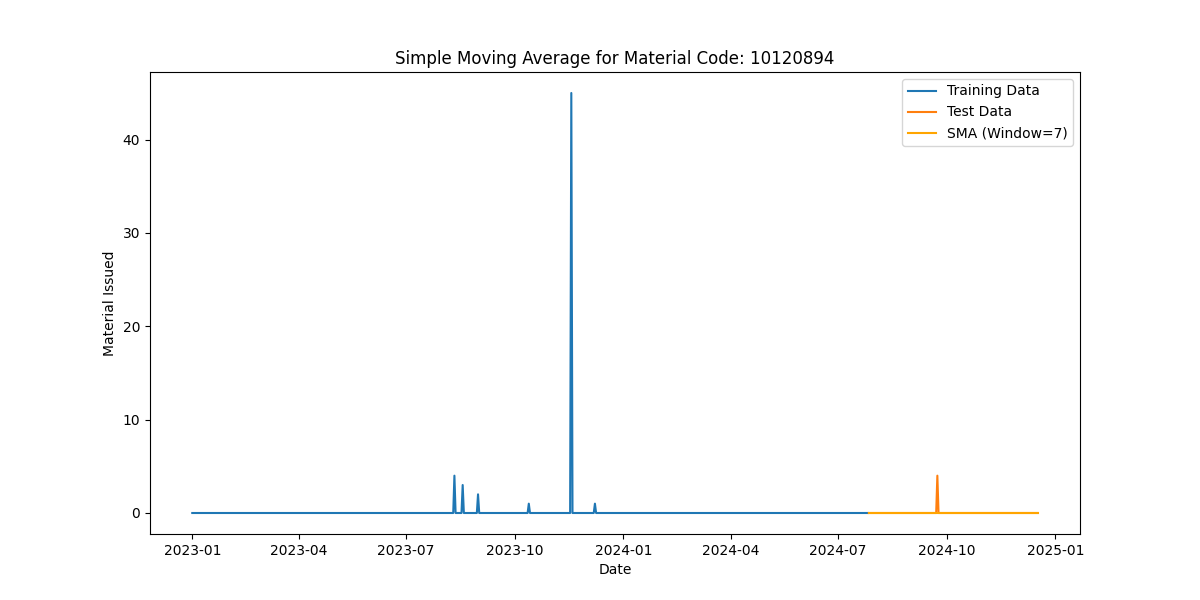 Simple Moving Average for Material Code: 10120894
Training Data
Test Data
SMA (Window=7)
Material Issued
40
30
20
10
0
2023-01 2023-04 2023-07 2023-10 2024-01 2024-04 2024-07 2024-10 2025-01
Date